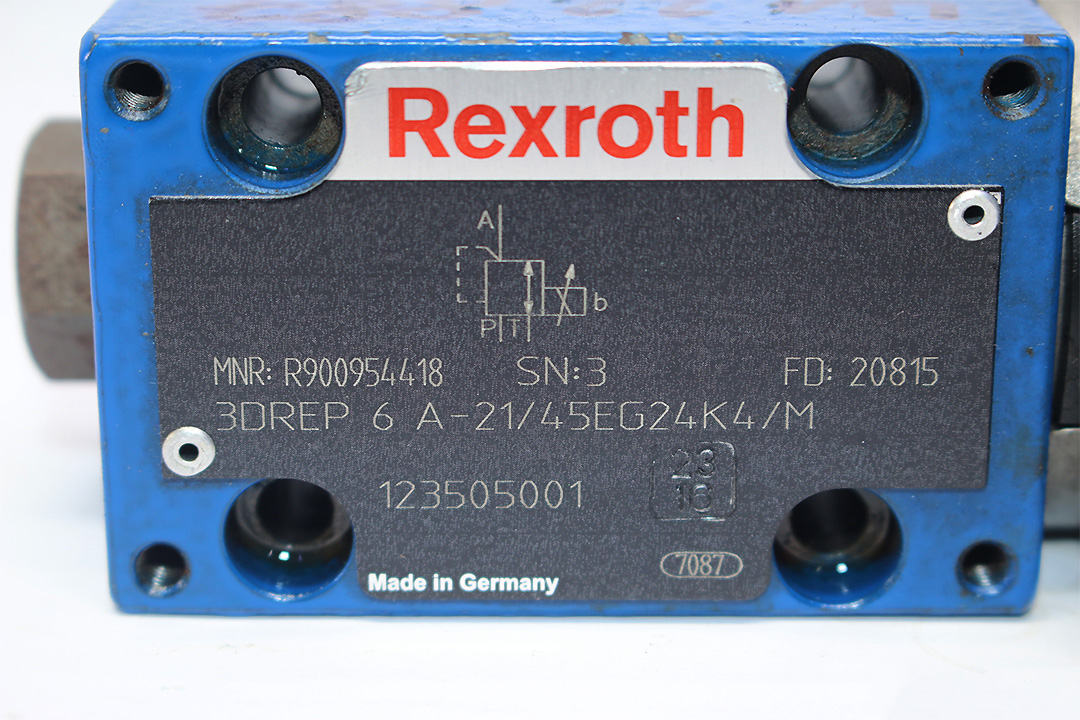 Rexroth
A
b
P T
MNR: R900954418 SN:3 FD: 20815
3DREP 6 A-21/45EG24K4/M
23
16
123505001
7087
Made in Germany